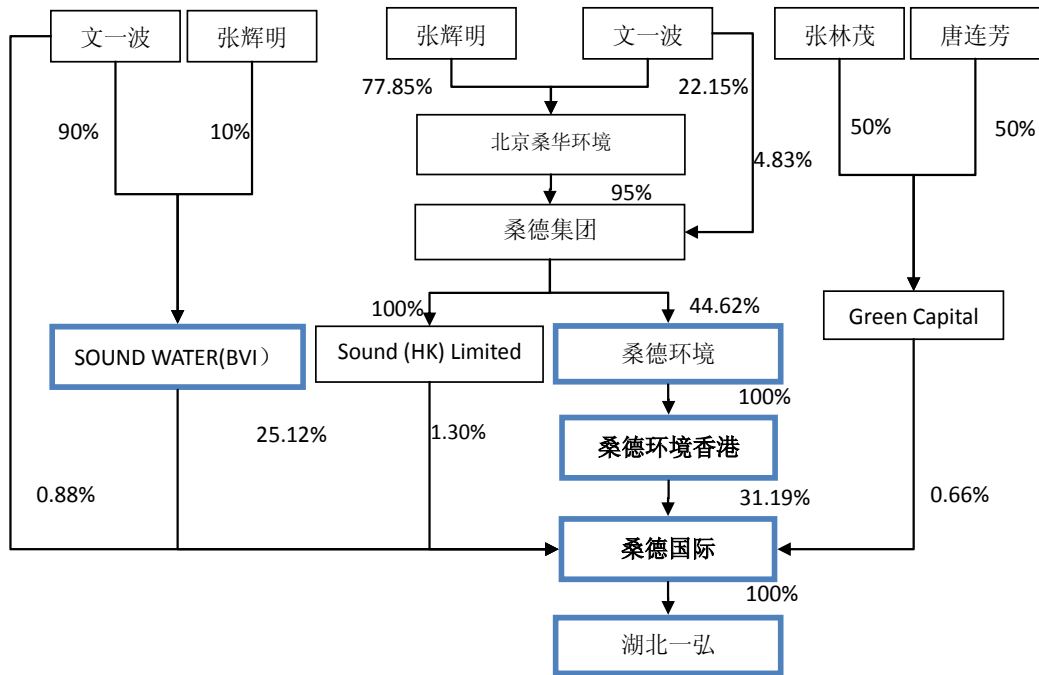 文一波
张辉明
张辉明
文一波
张林茂
唐连芳
77.85%
22.15%
90%
10%
50%
50%
北京桑华环境
4.83%
95%
桑德集团
100%
44.62%
SOUND WATER(BVI）
Sound (HK) Limited
桑德环境
Green Capital
100%
25.12%
1.30%
桑德环境香港
0.88%
31.19%
0.66%
桑德国际
100%
湖北一弘